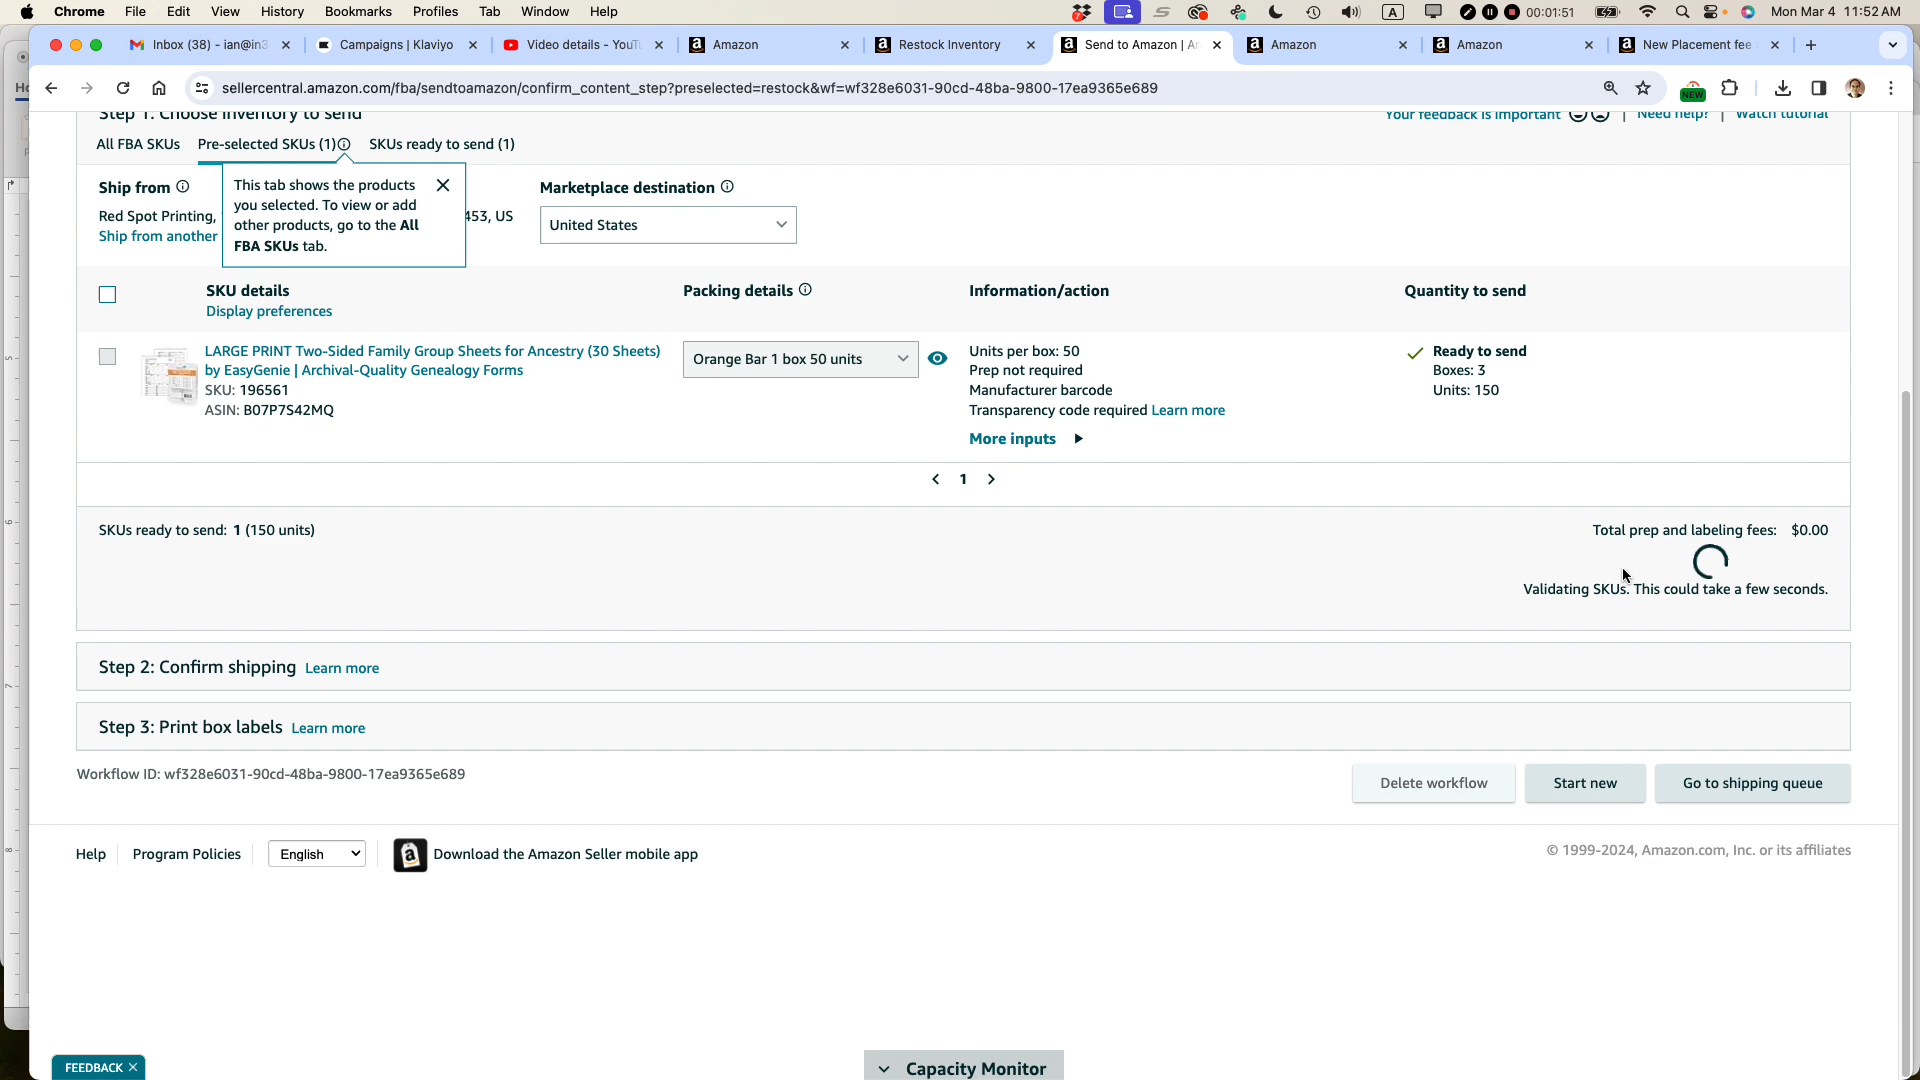 Chrome File Edit View History Bookmarks Profiles Tab Window Help
A 00:01:51 Mon Mar 4 11:52 AM
Inbox (38) - ian@in3
Campaigns | Klaviyo
Video details - YouTu
Amazon
Restock Inventory
Send to Amazon | Am
Amazon
Amazon
New Placement fee
sellercentral.amazon.com/fba/sendtoamazon/confirm_content_step?preselected=restock&wf=wf328e6031-90cd-48ba-9800-17ea9365e689
NEW
Step 1: Choose inventory to send
Your feedback is important | Need help? | Watch tutorial
All FBA SKUs Pre-selected SKUs (1) SKUs ready to send (1)
This tab shows the products
you selected. To view or add
other products, go to the All
FBA SKUs tab.
Ship from
Red Spot Printing,
453, US
Ship from another
Marketplace destination
United States
SKU details
Display preferences
Packing details
Information/action
Quantity to send
LARGE PRINT Two-Sided Family Group Sheets for Ancestry (30 Sheets)
by EasyGenie | Archival-Quality Genealogy Forms
SKU: 196561
ASIN: B07P7S42MQ
Orange Bar 1 box 50 units
Units per box: 50
Prep not required
Manufacturer barcode
Transparency code required Learn more
More inputs
Ready to send
Boxes: 3
Units: 150
1
SKUs ready to send: 1 (150 units)
Total prep and labeling fees: $0.00
Validating SKUs. This could take a few seconds.
Step 2: Confirm shipping Learn more
Step 3: Print box labels Learn more
Workflow ID: wf328e6031-90cd-48ba-9800-17ea9365e689
Delete workflow
Start new
Go to shipping queue
Help Program Policies English Download the Amazon Seller mobile app
© 1999-2024, Amazon.com, Inc. or its affiliates
FEEDBACK
Capacity Monitor